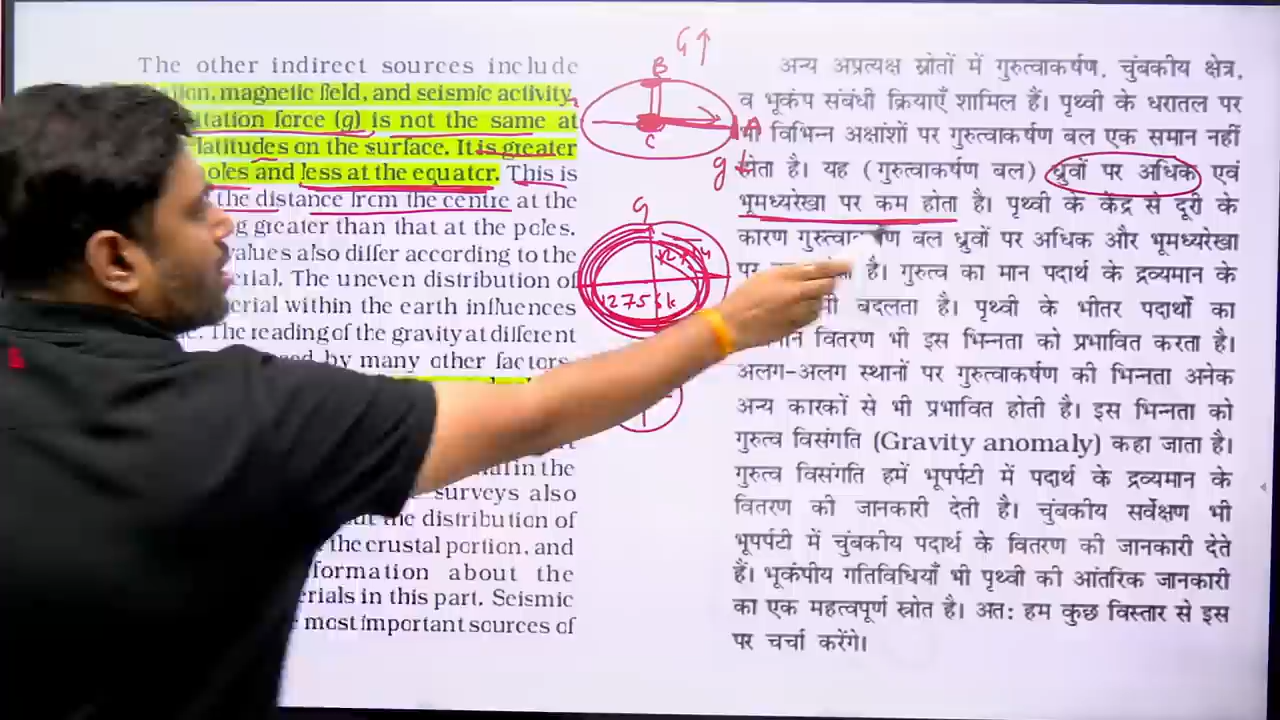 The other indirect sources include
magnetic field, and seismic activity.
force (g) is not the same at
latitudes on the surface. It is greater
and less at the equator. This is
the distance from the centre at the
greater than that at the poles.
values also differ according to the
The uneven distribution of
within the earth influences
The reading of the gravity at different
by many other factors.
in the
surveys also
the distribution of
the crustal portion, and
about the
in this part. Seismic
most important sources of
G↑
B
A
C
g
g
12756k
अन्य अप्रत्यक्ष स्रोतों में गुरुत्वाकर्षण, चुंबकीय क्षेत्र,
व भूकंप संबंधी क्रियाएँ शामिल हैं। पृथ्वी के धरातल पर
भी विभिन्न अक्षांशों पर गुरुत्वाकर्षण बल एक समान नहीं
होता है। यह (गुरुत्वाकर्षण बल) ध्रुवों पर अधिक एवं
भूमध्यरेखा पर कम होता है। पृथ्वी के केंद्र से दूरी के
कारण बल ध्रुवों पर अधिक और भूमध्यरेखा
पर है। गुरुत्व का मान पदार्थ के द्रव्यमान के
बदलता है। पृथ्वी के भीतर पदार्थों का
वितरण भी इस भिन्नता को प्रभावित करता है।
अलग-अलग स्थानों पर गुरुत्वाकर्षण की भिन्नता अनेक
अन्य कारकों से भी प्रभावित होती है। इस भिन्नता को
गुरुत्व विसंगति (Gravity anomaly) कहा जाता है।
गुरुत्व विसंगति हमें भूपर्पटी में पदार्थ के द्रव्यमान के
वितरण की जानकारी देती है। चुंबकीय सर्वेक्षण भी
भूपर्पटी में चुंबकीय पदार्थ के वितरण की जानकारी देते
हैं। भूकंपीय गतिविधियाँ भी पृथ्वी की आंतरिक जानकारी
का एक महत्वपूर्ण स्रोत है। अत: हम कुछ विस्तार से इस
पर चर्चा करेंगे।